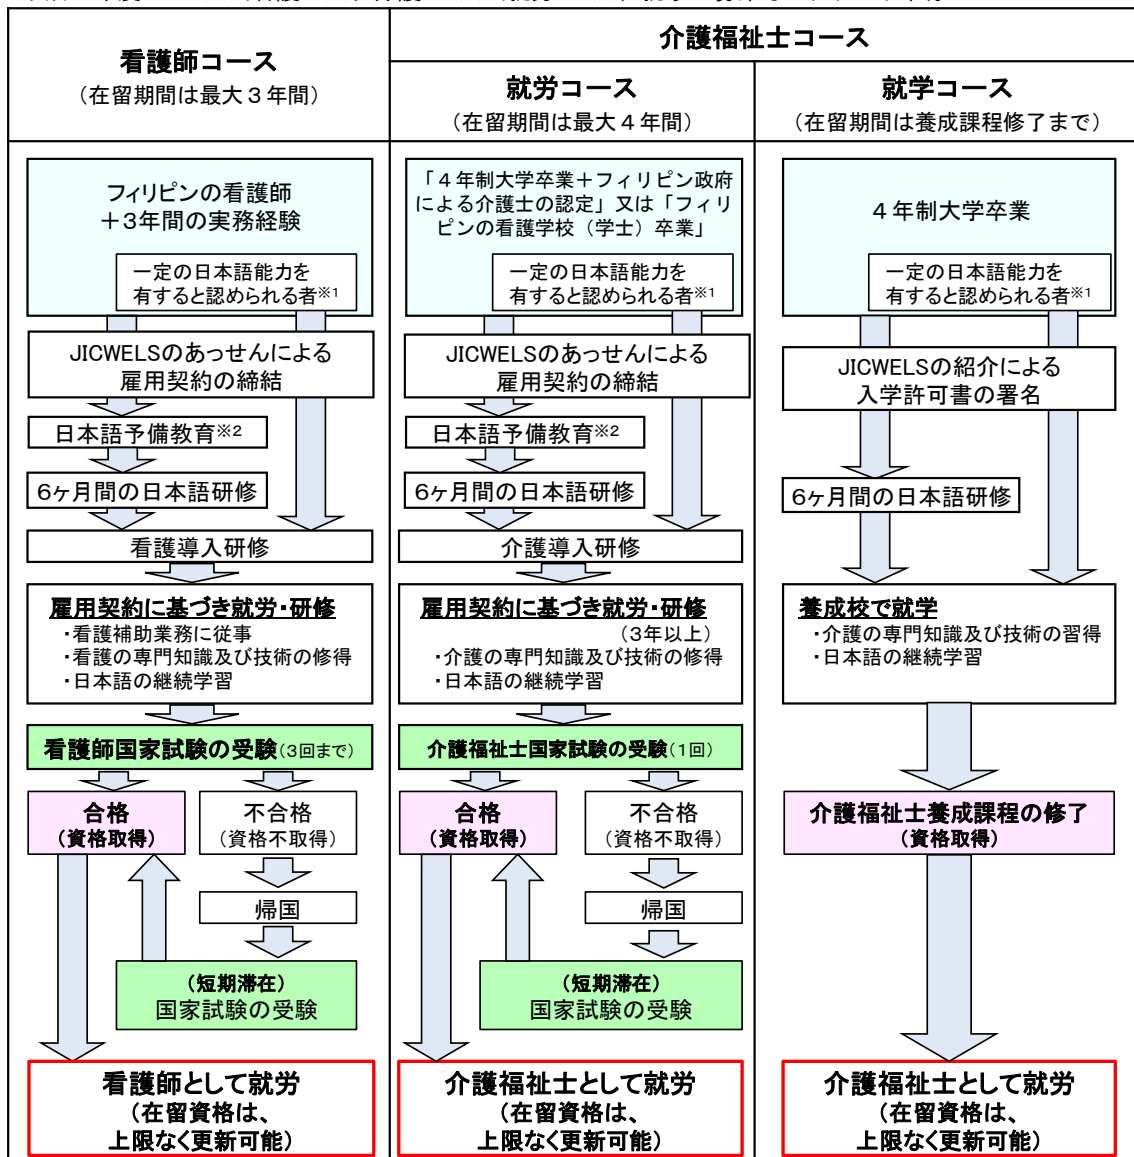 看護師コース
（在留期間は最大３年間）
介護福祉士コース
就労コース
（在留期間は最大４年間）
就学コース
（在留期間は養成課程修了まで）
フィリピンの看護師
＋3年間の実務経験
一定の日本語能力を
有すると認められる者※1
JICWELSのあっせんによる
雇用契約の締結
日本語予備教育※2
6ヶ月間の日本語研修
看護導入研修
雇用契約に基づき就労・研修
・看護補助業務に従事
・看護の専門知識及び技術の修得
・日本語の継続学習
看護師国家試験の受験（3回まで）
合格
（資格取得）
不合格
（資格不取得）
帰国
（短期滞在）
国家試験の受験
看護師として就労
（在留資格は、
上限なく更新可能）
「４年制大学卒業＋フィリピン政府
による介護士の認定」又は「フィリ
ピンの看護学校（学士）卒業」
一定の日本語能力を
有すると認められる者※1
JICWELSのあっせんによる
雇用契約の締結
日本語予備教育※2
6ヶ月間の日本語研修
介護導入研修
雇用契約に基づき就労・研修
（3年以上）
・介護の専門知識及び技術の修得
・日本語の継続学習
介護福祉士国家試験の受験（1回）
合格
（資格取得）
不合格
（資格不取得）
帰国
（短期滞在）
国家試験の受験
介護福祉士として就労
（在留資格は、
上限なく更新可能）
４年制大学卒業
一定の日本語能力を
有すると認められる者※1
JICWELSの紹介による
入学許可書の署名
6ヶ月間の日本語研修
養成校で就学
・介護の専門知識及び技術の習得
・日本語の継続学習
介護福祉士養成課程の修了
（資格取得）
介護福祉士として就労
（在留資格は、
上限なく更新可能）